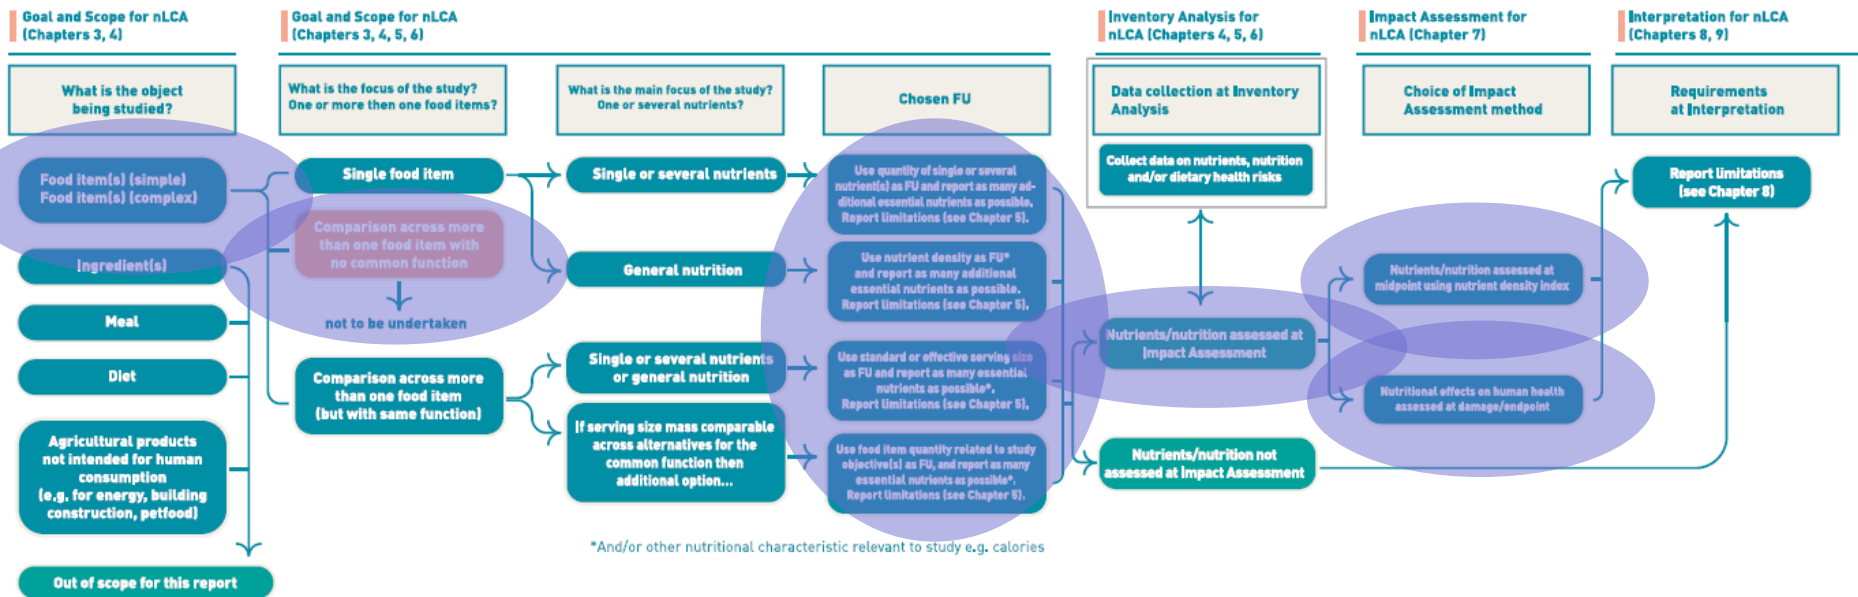 Goal and Scope for nLCA
(Chapters 3, 4)
Goal and Scope for nLCA
(Chapters 3, 4, 5, 6)
Inventory Analysis for
nLCA (Chapters 4, 5, 6)
Impact Assessment for
nLCA (Chapter 7)
Interpretation for nLCA
(Chapters 8, 9)
What is the object
being studied?
What is the focus of the study?
One or more then one food items?
What is the main focus of the study?
One or several nutrients?
Chosen FU
Data collection at Inventory
Analysis
Choice of Impact
Assessment method
Requirements
at Interpretation
Food item(s) (simple)
Food item(s) (complex)
Ingredient(s)
Meal
Diet
Agricultural products
not intended for human
consumption
(e.g. for energy, building
construction, petfood)
Out of scope for this report
Single food item
Comparison across more
than one food item with
no common function
not to be undertaken
Comparison across more
than one food item
(but with same function)
Single or several nutrients
General nutrition
Single or several nutrients
or general nutrition
If serving size mass comparable
across alternatives for the
common function then
additional option...
Use quantity of single or several
nutrient(s) as FU and report as many ad-
ditional essential nutrients as possible.
Report limitations (see Chapter 5).
Use nutrient density as FU*
and report as many additional
essential nutrients as possible.
Report limitations (see Chapter 5).
Use standard or effective serving size
as FU and report as many essential
nutrients as possible*.
Report limitations (see Chapter 5).
Use food item quantity related to study
objective(s) as FU, and report as many
essential nutrients as possible*.
Report limitations (see Chapter 5).
*And/or other nutritional characteristic relevant to study e.g. calories
Collect data on nutrients, nutrition
and/or dietary health risks
Nutrients/nutrition assessed at
Impact Assessment
Nutrients/nutrition not
assessed at Impact Assessment
Nutrients/nutrition assessed at
midpoint using nutrient density index
Nutritional effects on human health
assessed at damage/endpoint
Report limitations
(see Chapter 8)